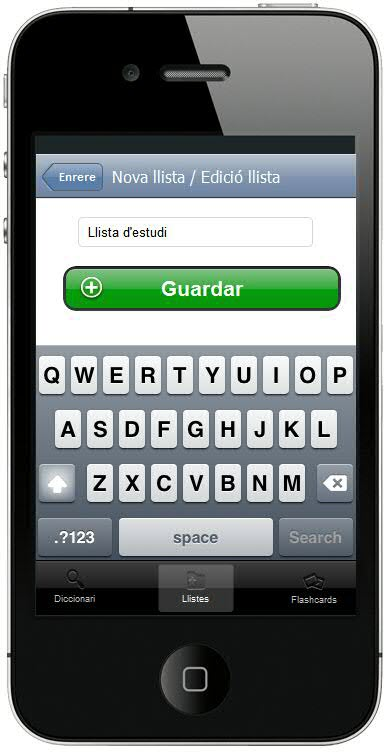 Enrere Nova llista / Edició llista
Llista d'estudi
Guardar
Q W E R T Y U I O P
A S D F G H J K L
Z X C V B N M
.?123 space Search
Diccionari Llistes Flashcards